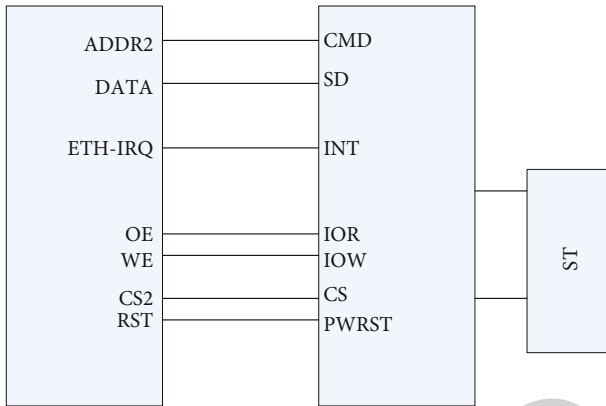 ADDR2 CMD
DATA SD
ETH-IRQ INT
OE IOR
WE IOW
CS2 CS
RST PWRST
ST